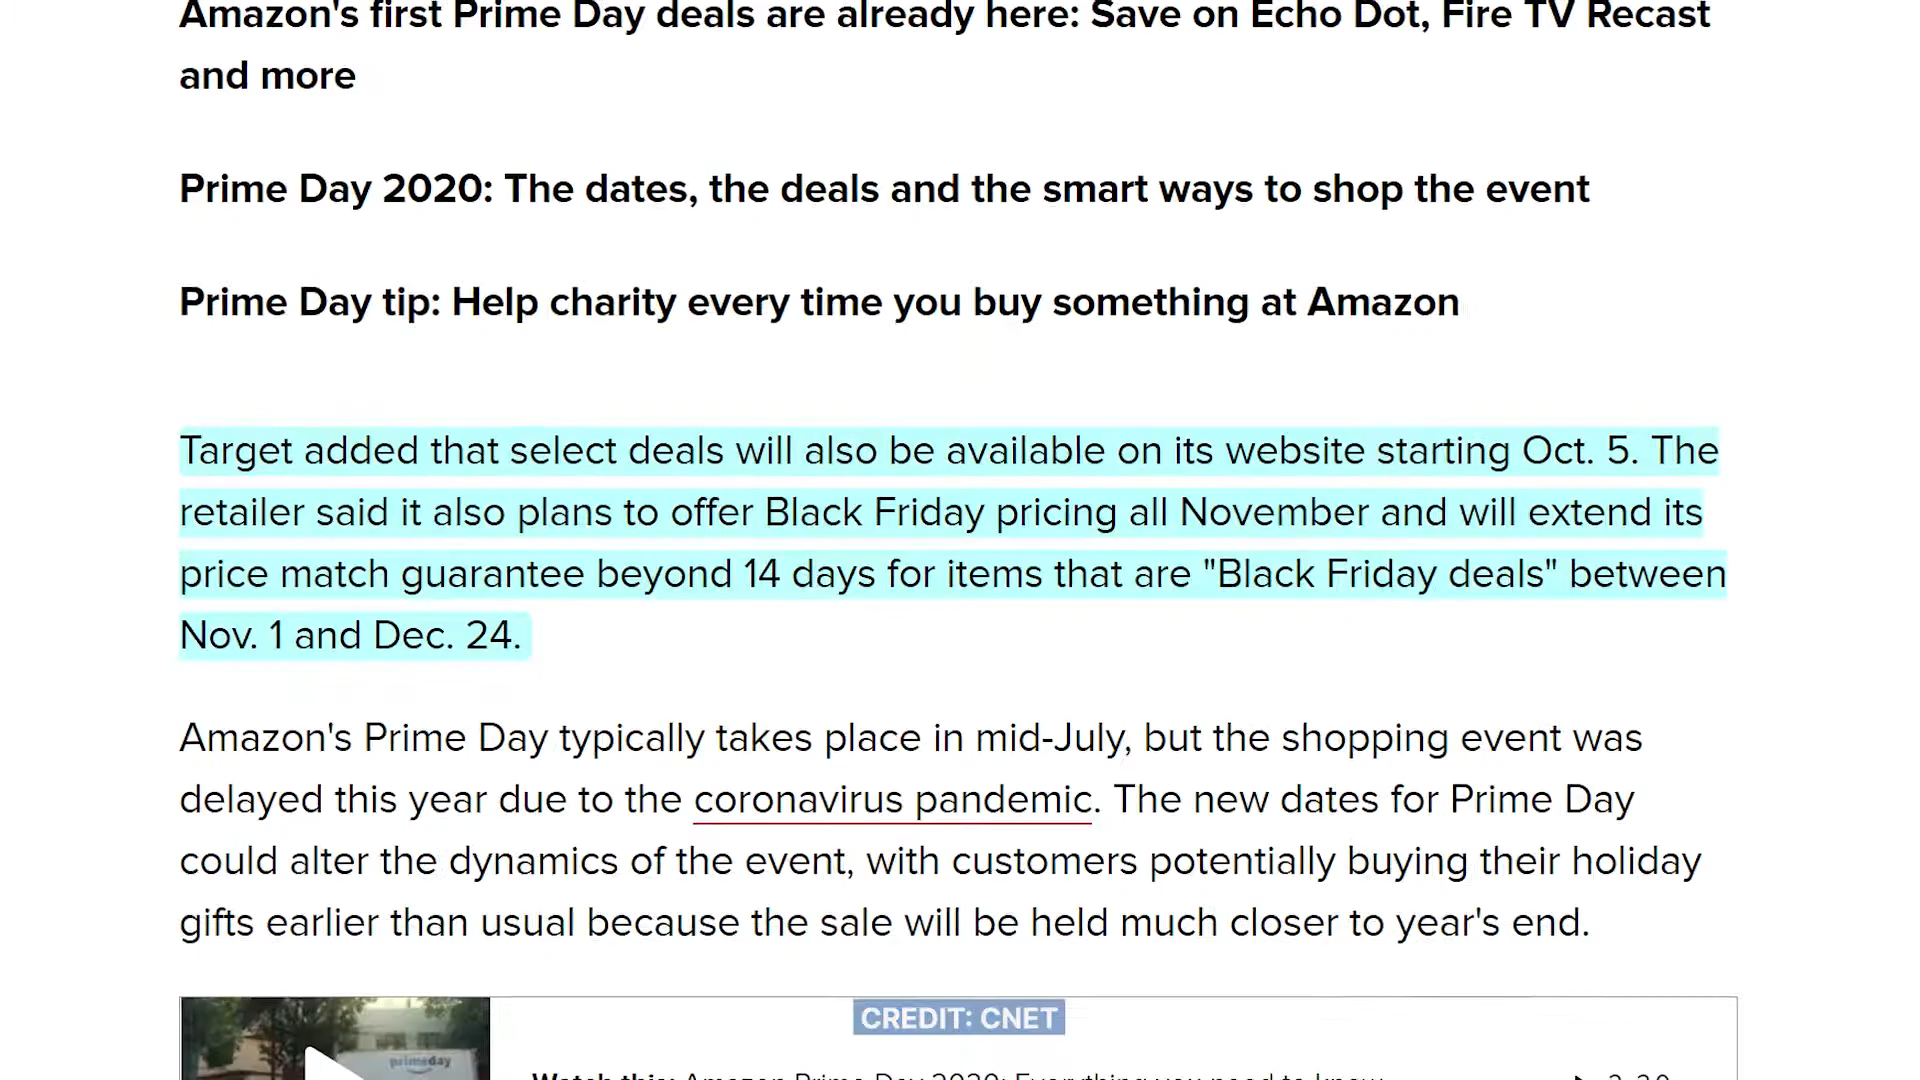 Amazon's first Prime Day deals are already here: Save on Echo Dot, Fire TV Recast
and more
Prime Day 2020: The dates, the deals and the smart ways to shop the event
Prime Day tip: Help charity every time you buy something at Amazon
Target added that select deals will also be available on its website starting Oct. 5. The
retailer said it also plans to offer Black Friday pricing all November and will extend its
price match guarantee beyond 14 days for items that are "Black Friday deals" between
Nov. 1 and Dec. 24.
Amazon's Prime Day typically takes place in mid-July, but the shopping event was
delayed this year due to the coronavirus pandemic. The new dates for Prime Day
could alter the dynamics of the event, with customers potentially buying their holiday
gifts earlier than usual because the sale will be held much closer to year's end.
CREDIT: CNET
primeday
Watch this: Amazon Prime Day 2020: Everything you need to know